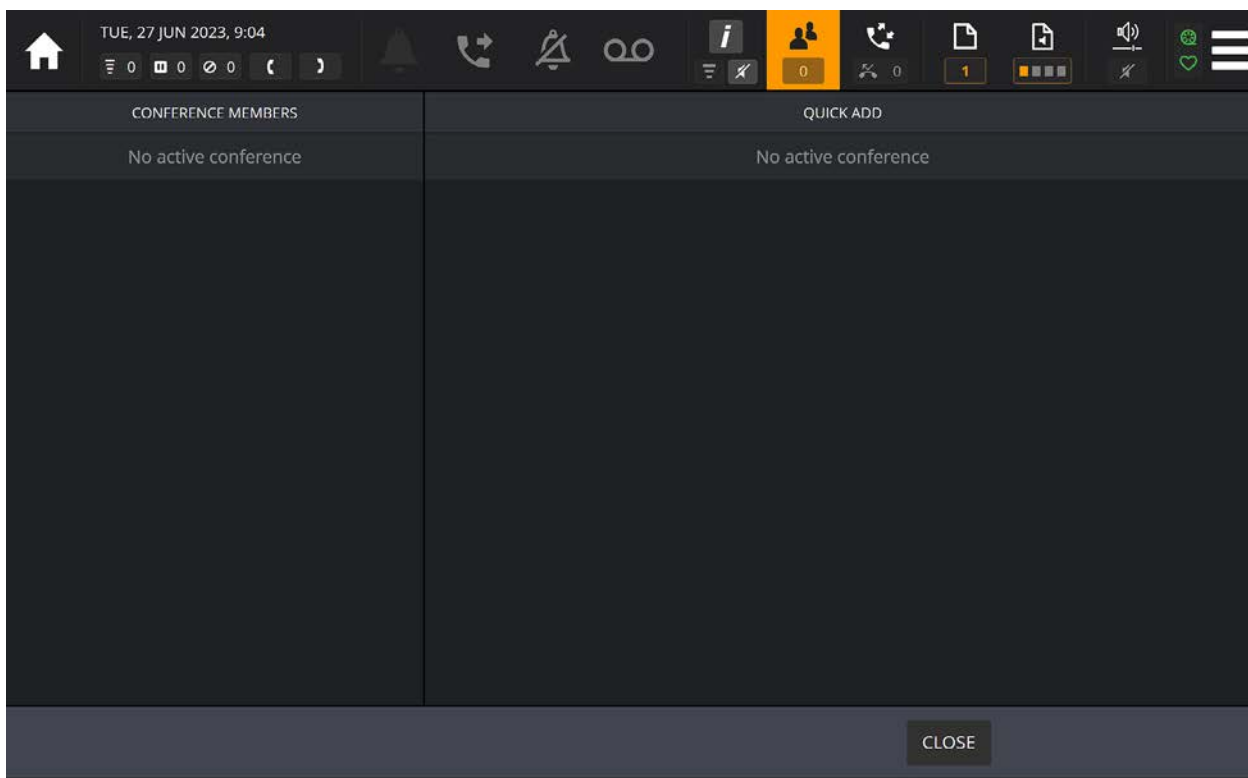 TUE, 27 JUN 2023, 9:04
0 0 0
i
0
0
1
CONFERENCE MEMBERS
QUICK ADD
No active conference
No active conference
CLOSE